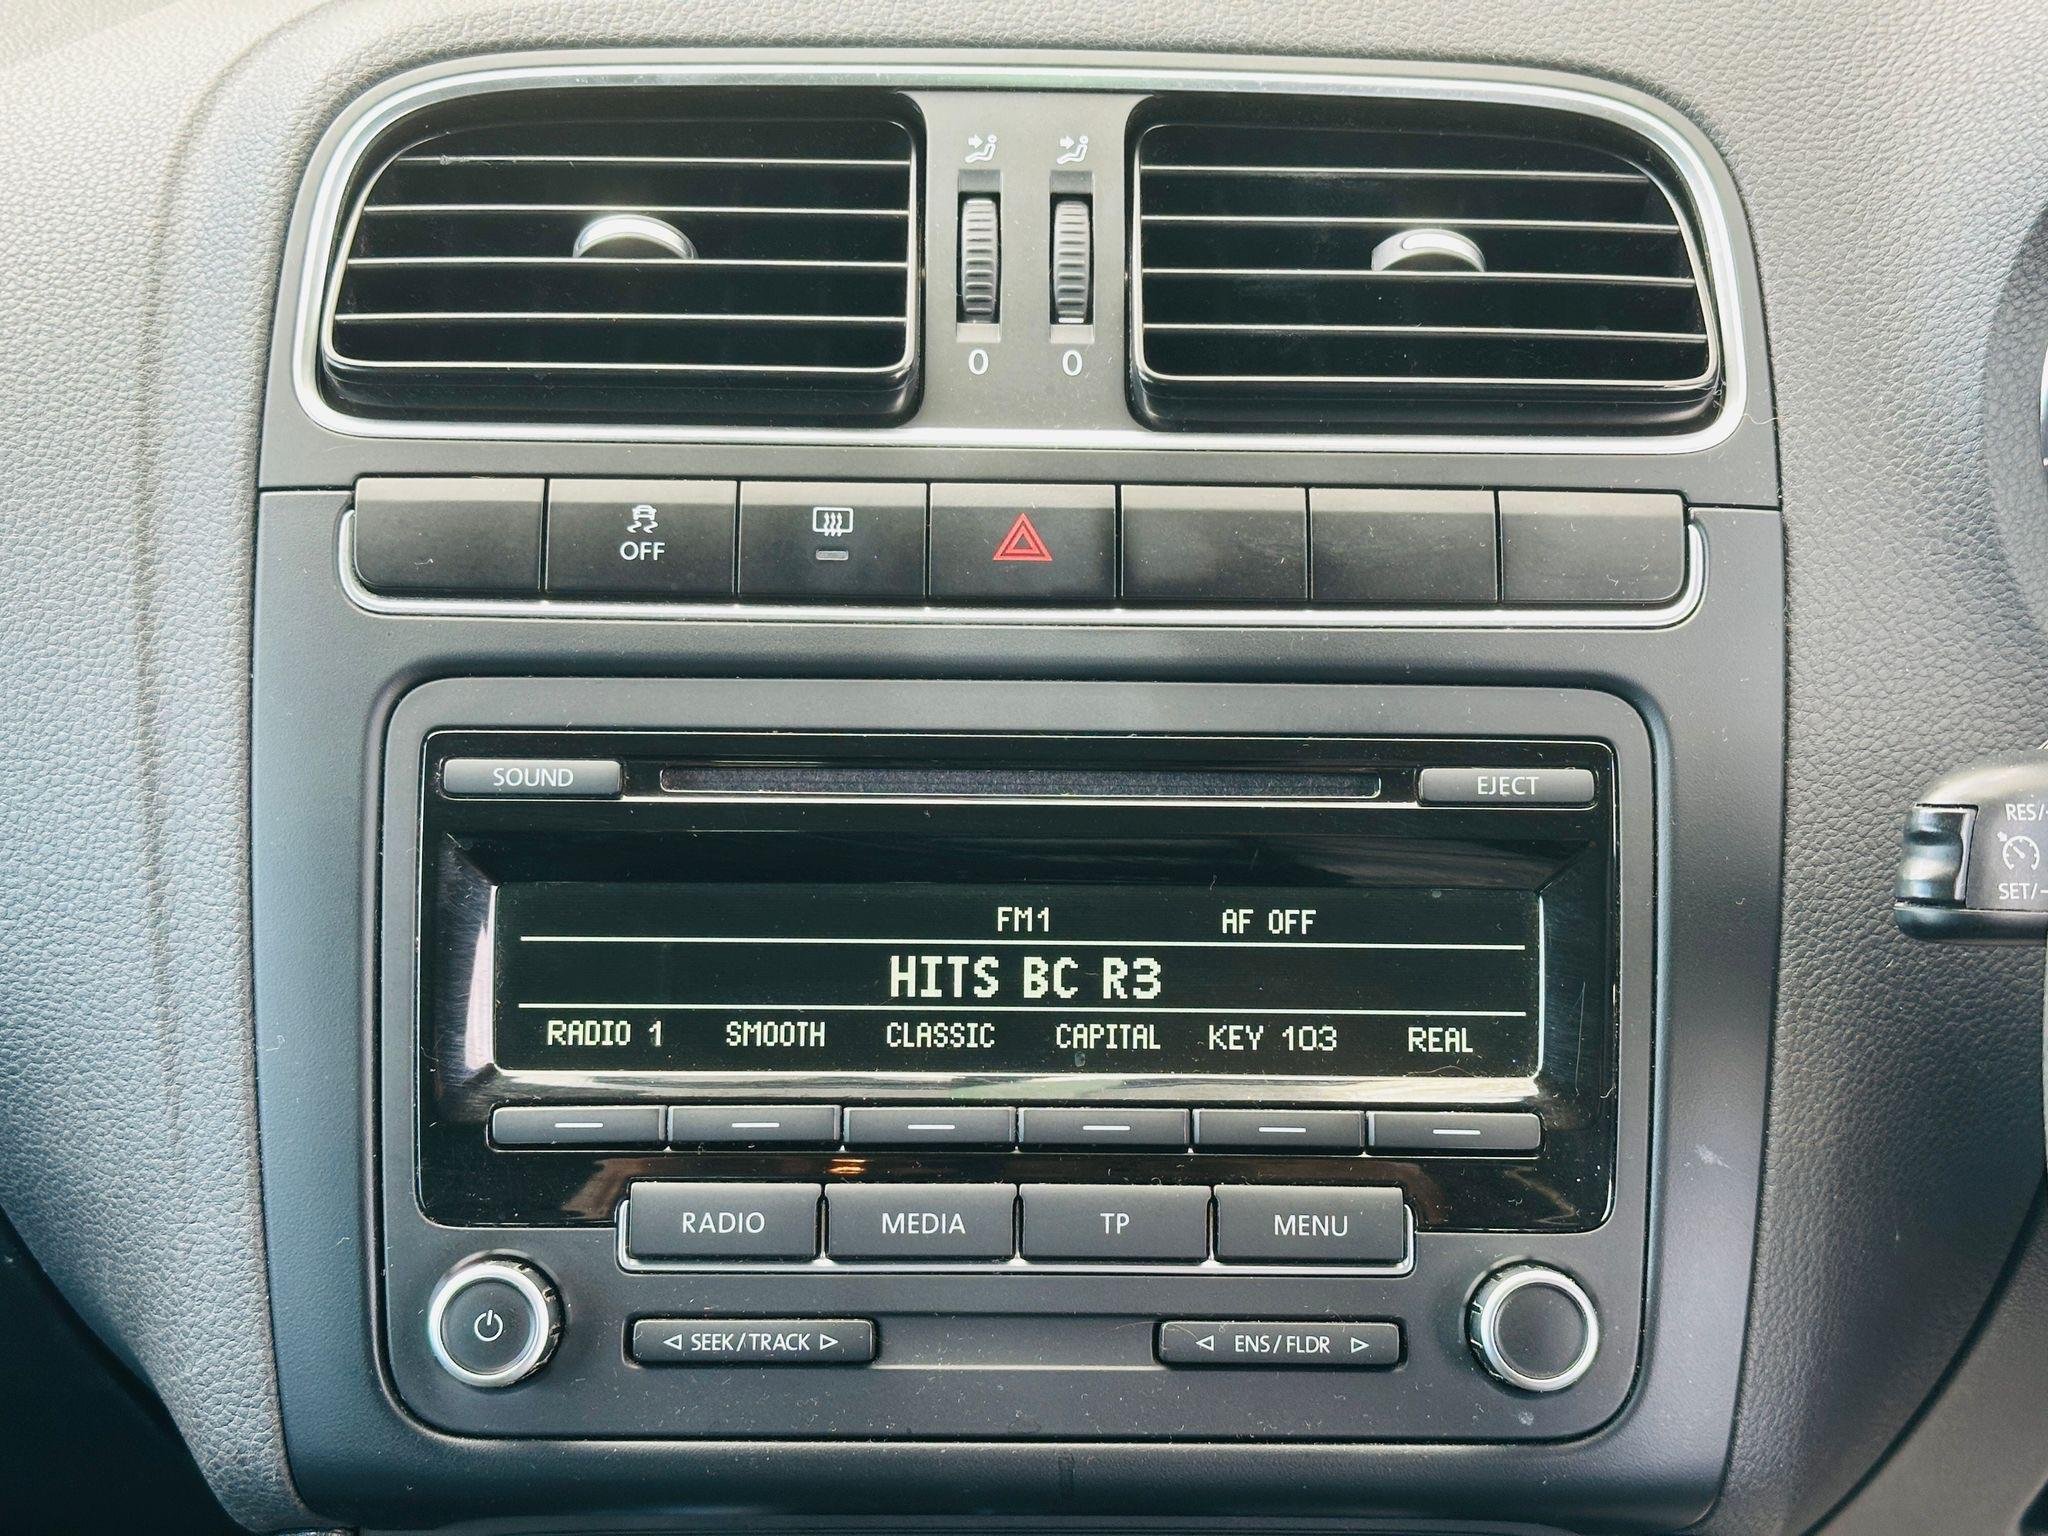 0 0
OFF
SOUND EJECT
FM1 AF OFF
HITS BC R3
RADIO 1 SMOOTH CLASSIC CAPITAL KEY 103 REAL
RADIO MEDIA TP MENU
SEEK/TRACK ENS/FLDR
RES/
SET/-